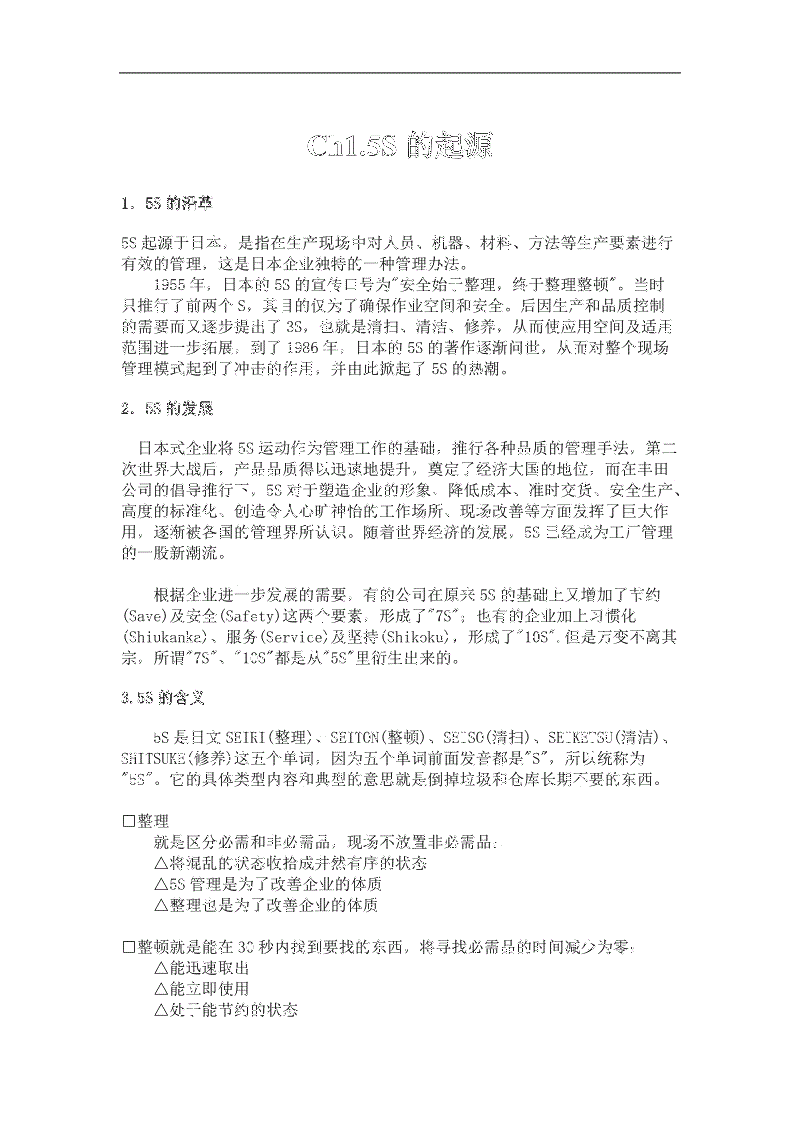 Ch1.5S 的起源
1。5S 的沿革
5S 起源于日本，是指在生产现场中对人员、机器、材料、方法等生产要素进行
有效的管理，这是日本企业独特的一种管理办法。
1955 年，日本的 5S 的宣传口号为"安全始于整理，终于整理整顿"。当时
只推行了前两个 S，其目的仅为了确保作业空间和安全。后因生产和品质控制
的需要而又逐步提出了 3S，也就是清扫、清洁、修养，从而使应用空间及适用
范围进一步拓展，到了 1986 年，日本的 5S 的著作逐渐问世，从而对整个现场
管理模式起到了冲击的作用，并由此掀起了 5S 的热潮。
2。5S 的发展
日本式企业将 5S 运动作为管理工作的基础，推行各种品质的管理手法，第二
次世界大战后，产品品质得以迅速地提升，奠定了经济大国的地位，而在丰田
公司的倡导推行下，5S 对于塑造企业的形象、降低成本、准时交货、安全生产、
高度的标准化、创造令人心旷神怡的工作场所、现场改善等方面发挥了巨大作
用，逐渐被各国的管理界所认识。随着世界经济的发展，5S 已经成为工厂管理
的一股新潮流。
根据企业进一步发展的需要，有的公司在原来 5S 的基础上又增加了节约
(Save)及安全(Safety)这两个要素，形成了"7S"；也有的企业加上习惯化
(Shiukanka)、服务(Service)及坚持(Shikoku)，形成了"10S"。但是万变不离其
宗，所谓"7S"、"10S"都是从"5S"里衍生出来的。
3.5S 的含义
5S 是日文 SEIRI(整理)、SEITON(整顿)、SEISO(清扫)、SEIKETSU(清洁)、
SHITSUKE(修养)这五个单词，因为五个单词前面发音都是"S"，所以统称为
"5S"。它的具体类型内容和典型的意思就是倒掉垃圾和仓库长期不要的东西。
□整理
就是区分必需和非必需品，现场不放置非必需品：
△将混乱的状态收拾成井然有序的状态
△5S 管理是为了改善企业的体质
△整理也是为了改善企业的体质
□整顿就是能在 30 秒内找到要找的东西，将寻找必需品的时间减少为零：
△能迅速取出
△能立即使用
△处于能节约的状态